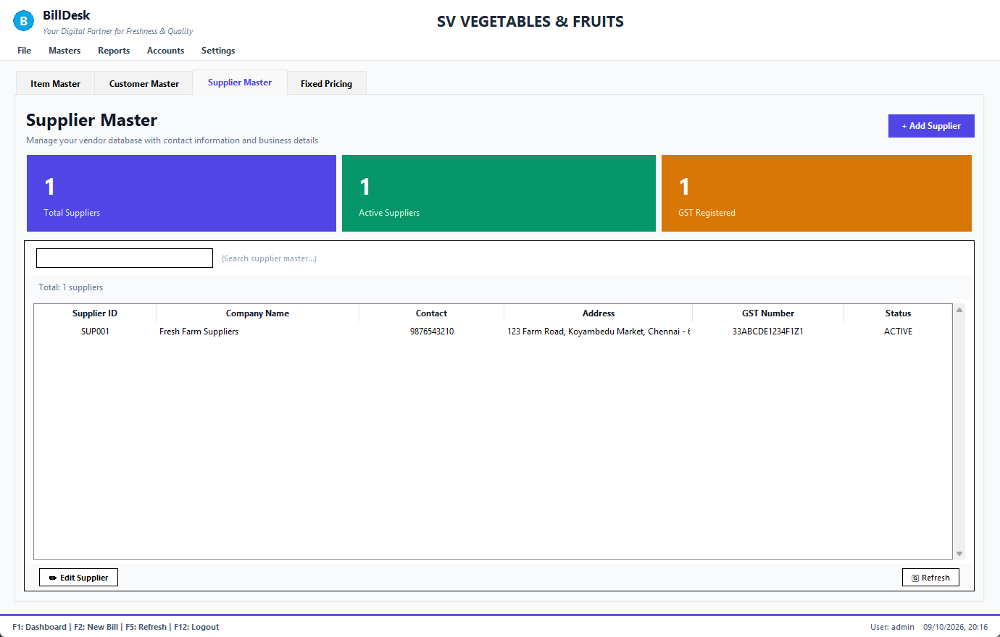 B
BillDesk
Your Digital Partner for Freshness & Quality
SV VEGETABLES & FRUITS
File Masters Reports Accounts Settings
Item Master Customer Master Supplier Master Fixed Pricing
Supplier Master
Manage your vendor database with contact information and business details
+ Add Supplier
1
Total Suppliers
1
Active Suppliers
1
GST Registered
(Search supplier master...)
Total: 1 suppliers
Supplier ID Company Name Contact Address GST Number Status
SUP001 Fresh Farm Suppliers 9876543210 123 Farm Road, Koyambedu Market, Chennai - 33ABCDE1234F1Z1 ACTIVE
Edit Supplier
Refresh
F1: Dashboard | F2: New Bill | F5: Refresh | F12: Logout
User: admin 09/10/2026, 20:16